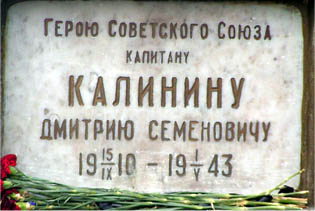 Герою Советского Союза
капитану
КАЛИНИНУ
ДМИТРИЮ СЕМЕНОВИЧУ
19 15/IX 10 – 19 1/V 43